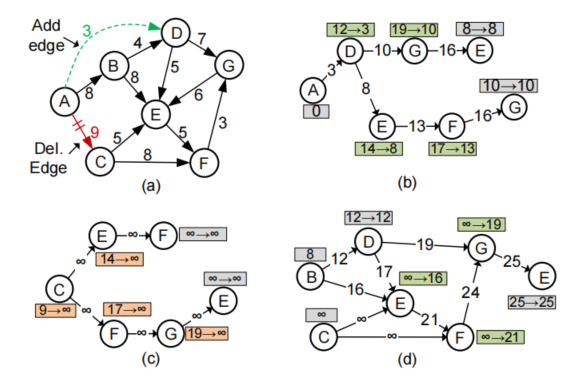 Add
edge
3
4
D
7
B
8
8
5
G
A
6
E
9
5
5
3
Del.
Edge
C
8
F
(a)
12→3
19→10
8→8
D
10
G
16
E
3
A
0
8
10→10
G
16
E
13
F
14→8
17→13
(b)
E
∞
F
∞→∞
14→∞
∞
C
∞→∞
E
9→∞
∞
17→∞
∞
F
∞
G
19→∞
(c)
12→12
∞→19
8
D
19
G
12
B
17
25
E
16
∞→16
24
25→25
∞
E
∞
21
C
∞
F
∞→21
(d)